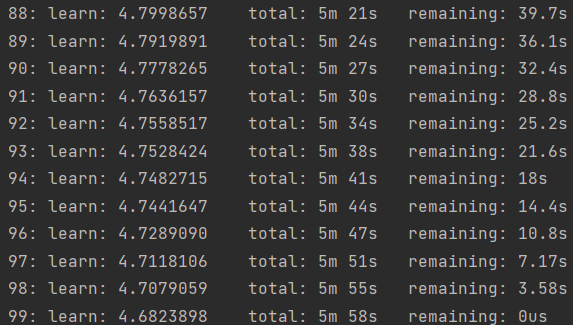 88: learn: 4.7998657 total: 5m 21s remaining: 39.7s
89: learn: 4.7919891 total: 5m 24s remaining: 36.1s
90: learn: 4.7778265 total: 5m 27s remaining: 32.4s
91: learn: 4.7636157 total: 5m 30s remaining: 28.8s
92: learn: 4.7558517 total: 5m 34s remaining: 25.2s
93: learn: 4.7528424 total: 5m 38s remaining: 21.6s
94: learn: 4.7482715 total: 5m 41s remaining: 18s
95: learn: 4.7441647 total: 5m 44s remaining: 14.4s
96: learn: 4.7289090 total: 5m 47s remaining: 10.8s
97: learn: 4.7118106 total: 5m 51s remaining: 7.17s
98: learn: 4.7079059 total: 5m 55s remaining: 3.58s
99: learn: 4.6823898 total: 5m 58s remaining: 0us